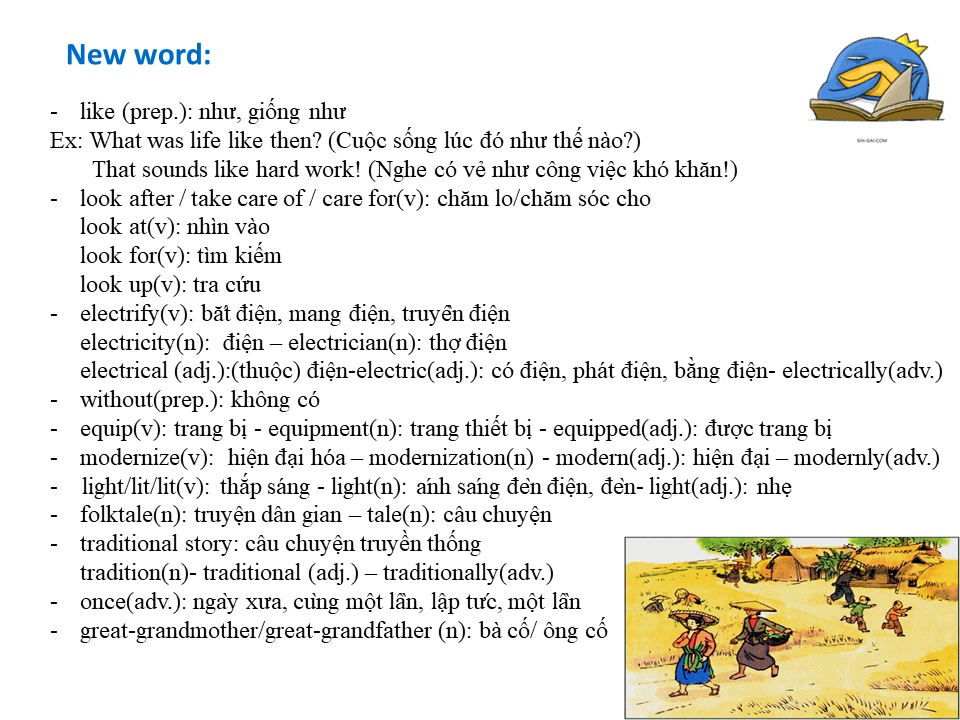 New word:
SHI-GAI.COM
- like (prep.): như, giống như
Ex: What was life like then? (Cuộc sống lúc đó như thế nào?)
That sounds like hard work! (Nghe có vẻ như công việc khó khăn!)
- look after / take care of / care for(v): chăm lo/chăm sóc cho
look at(v): nhìn vào
look for(v): tìm kiếm
look up(v): tra cứu
- electrify(v): bắt điện, mang điện, truyền điện
electricity(n): điện – electrician(n): thợ điện
electrical (adj.):(thuộc) điện-electric(adj.): có điện, phát điện, bằng điện- electrically(adv.)
- without(prep.): không có
- equip(v): trang bị - equipment(n): trang thiết bị - equipped(adj.): được trang bị
- modernize(v): hiện đại hóa – modernization(n) - modern(adj.): hiện đại – modernly(adv.)
- light/lit/lit(v): thắp sáng - light(n): ánh sáng đèn điện, đèn- light(adj.): nhẹ
- folktale(n): truyện dân gian – tale(n): câu chuyện
- traditional story: câu chuyện truyền thống
tradition(n)- traditional (adj.) – traditionally(adv.)
- once(adv.): ngày xưa, cùng một lần, lập tức, một lần
- great-grandmother/great-grandfather (n): bà cố/ ông cố